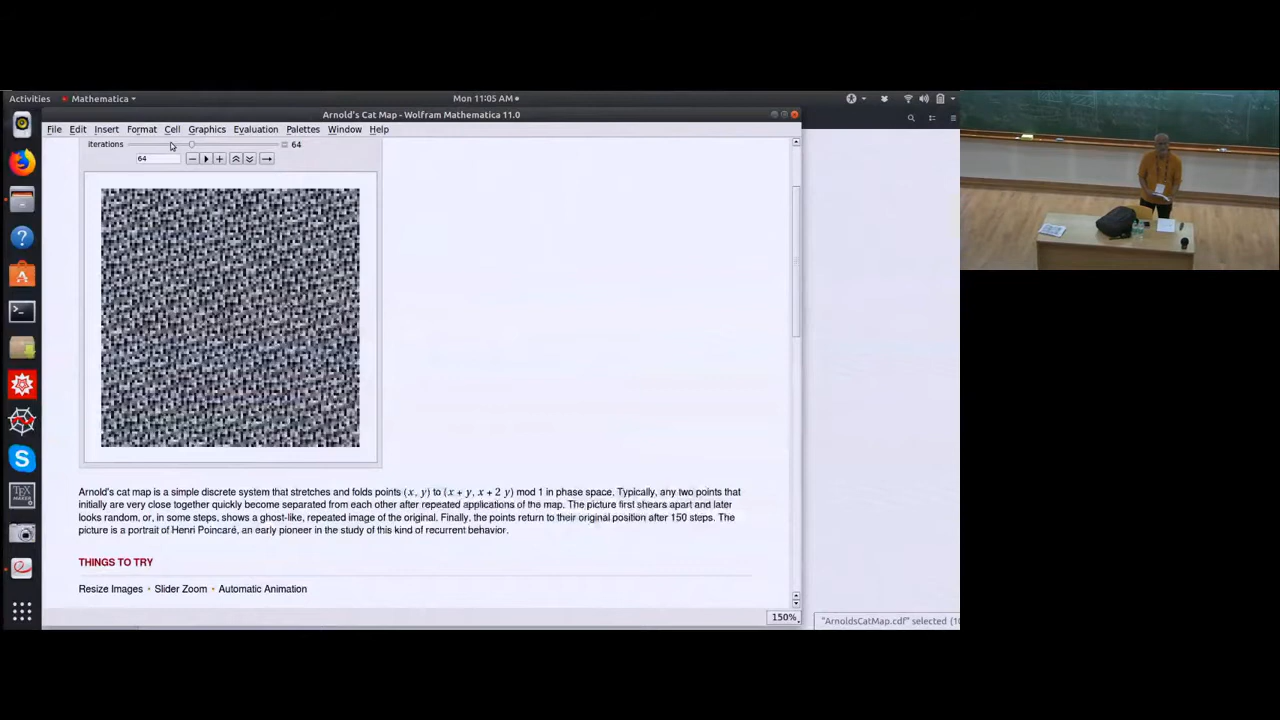 Activities
Mathematica
Mon 11:05 AM
Arnold's Cat Map - Wolfram Mathematica 11.0
File Edit Insert Format Cell Graphics Evaluation Palettes Window Help
iterations 64
64
Arnold's cat map is a simple discrete system that stretches and folds points (x, y) to (x + y, x + 2 y) mod 1 in phase space. Typically, any two points that
initially are very close together quickly become separated from each other after repeated applications of the map. The picture first shears apart and later
looks random, or, in some steps, shows a ghost-like, repeated image of the original. Finally, the points return to their original position after 150 steps. The
picture is a portrait of Henri Poincaré, an early pioneer in the study of this kind of recurrent behavior.
THINGS TO TRY
Resize Images • Slider Zoom • Automatic Animation
150%
"ArnoldsCatMap.cdf" selected